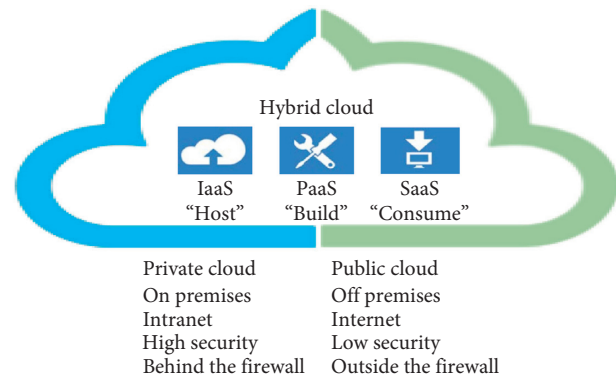 Hybrid cloud
IaaS PaaS SaaS
“Host” “Build” “Consume”
Private cloud Public cloud
On premises Off premises
Intranet Internet
High security Low security
Behind the firewall Outside the firewall